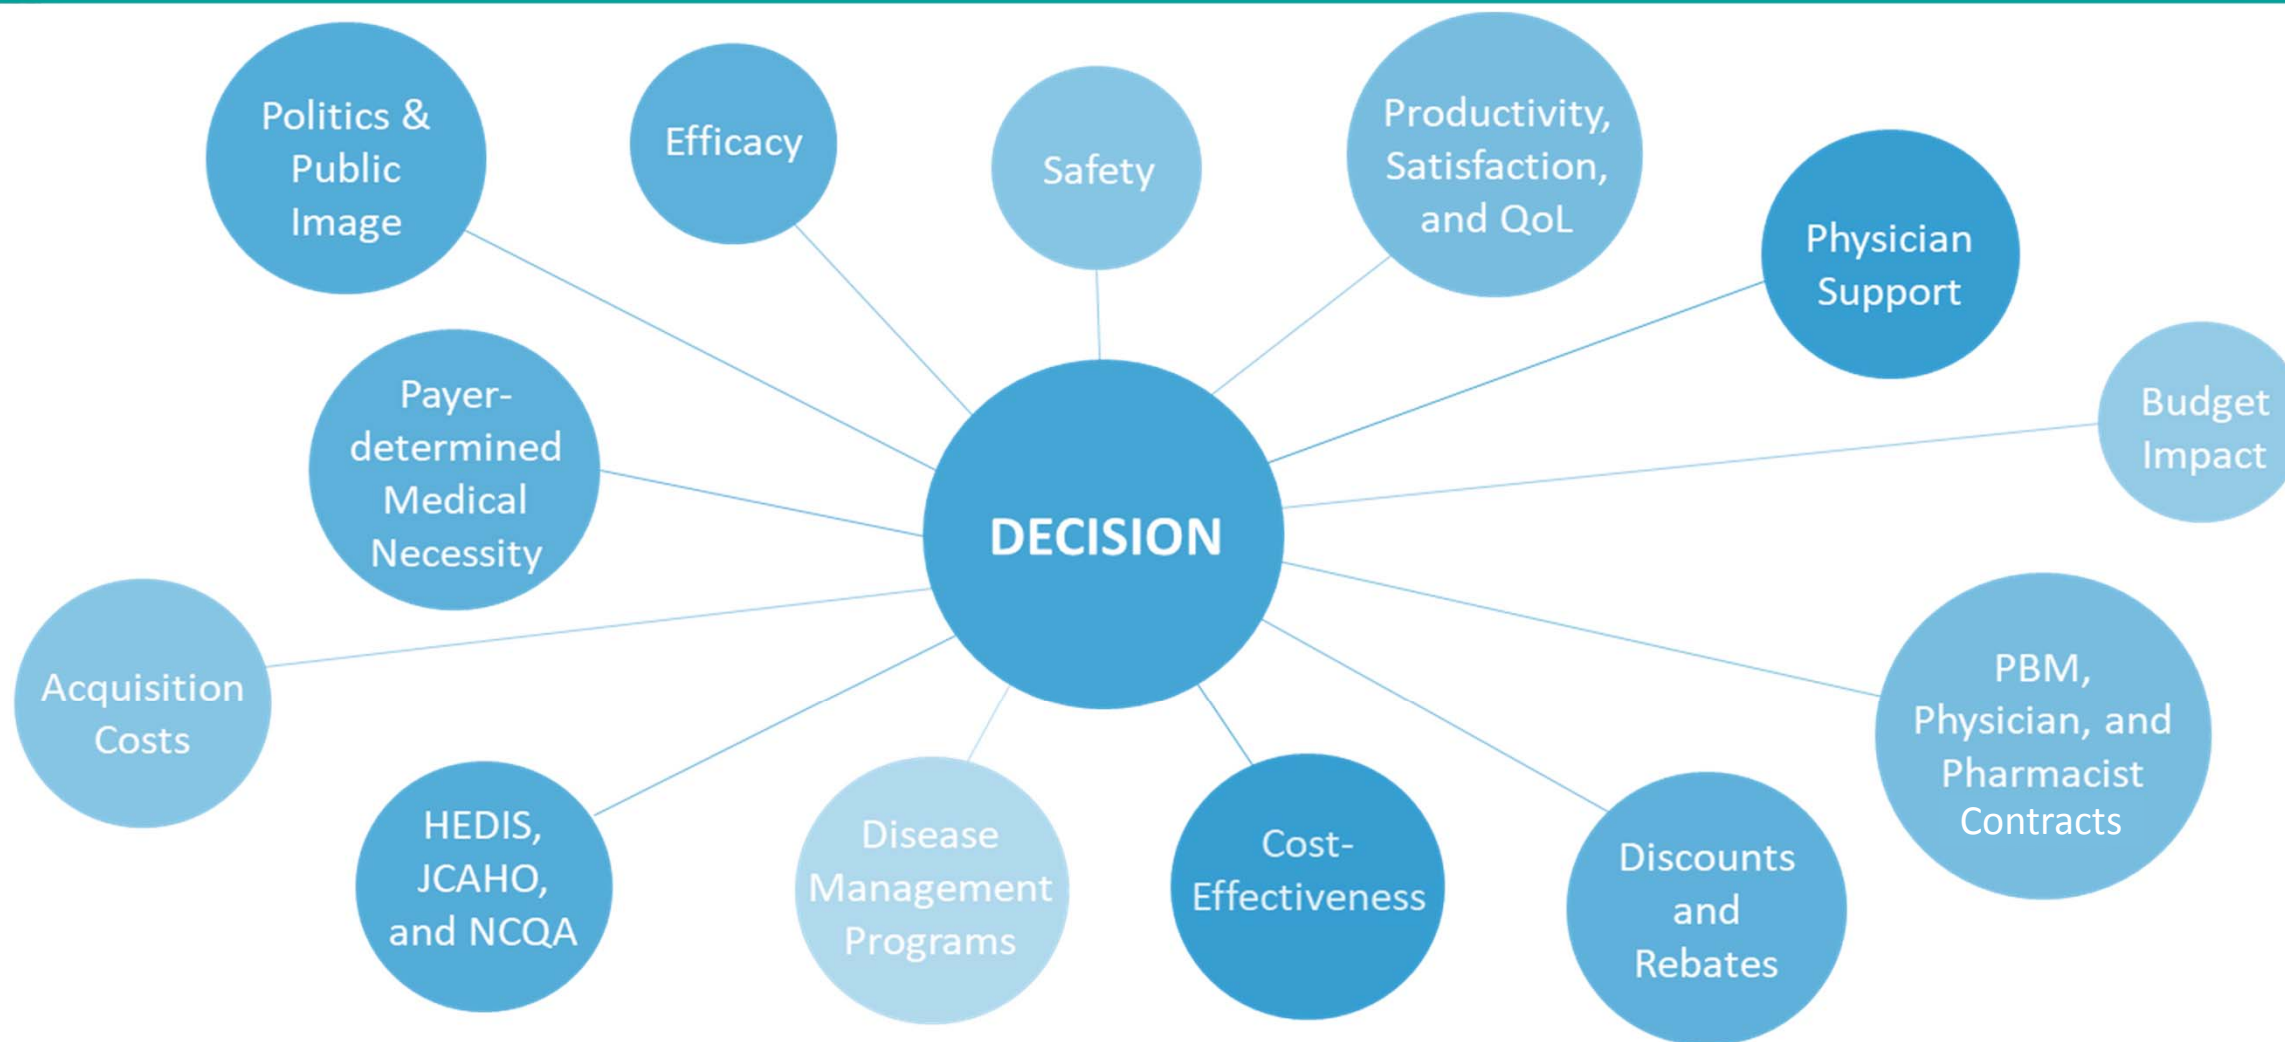 Politics &
Public
Image
Efficacy
Safety
Productivity,
Satisfaction,
and QoL
Physician
Support
Budget
Impact
Payer-
determined
Medical
Necessity
DECISION
Acquisition
Costs
PBM,
Physician, and
Pharmacist
Contracts
HEDIS,
JCAHO,
and NCQA
Disease
Management
Programs
Cost-
Effectiveness
Discounts
and
Rebates